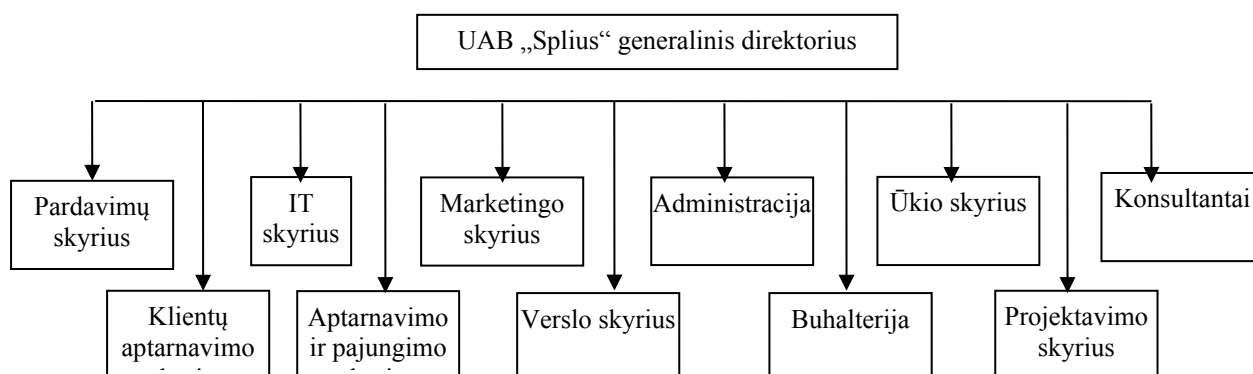 UAB „Splius“ generalinis direktorius
Pardavimų
skyrius
IT
skyrius
Marketingo
skyrius
Administracija
Ūkio skyrius
Konsultantai
Klientų
aptarnavimo
Aptarnavimo
ir pajungimo
Verslo skyrius
Buhalterija
Projektavimo
skyrius